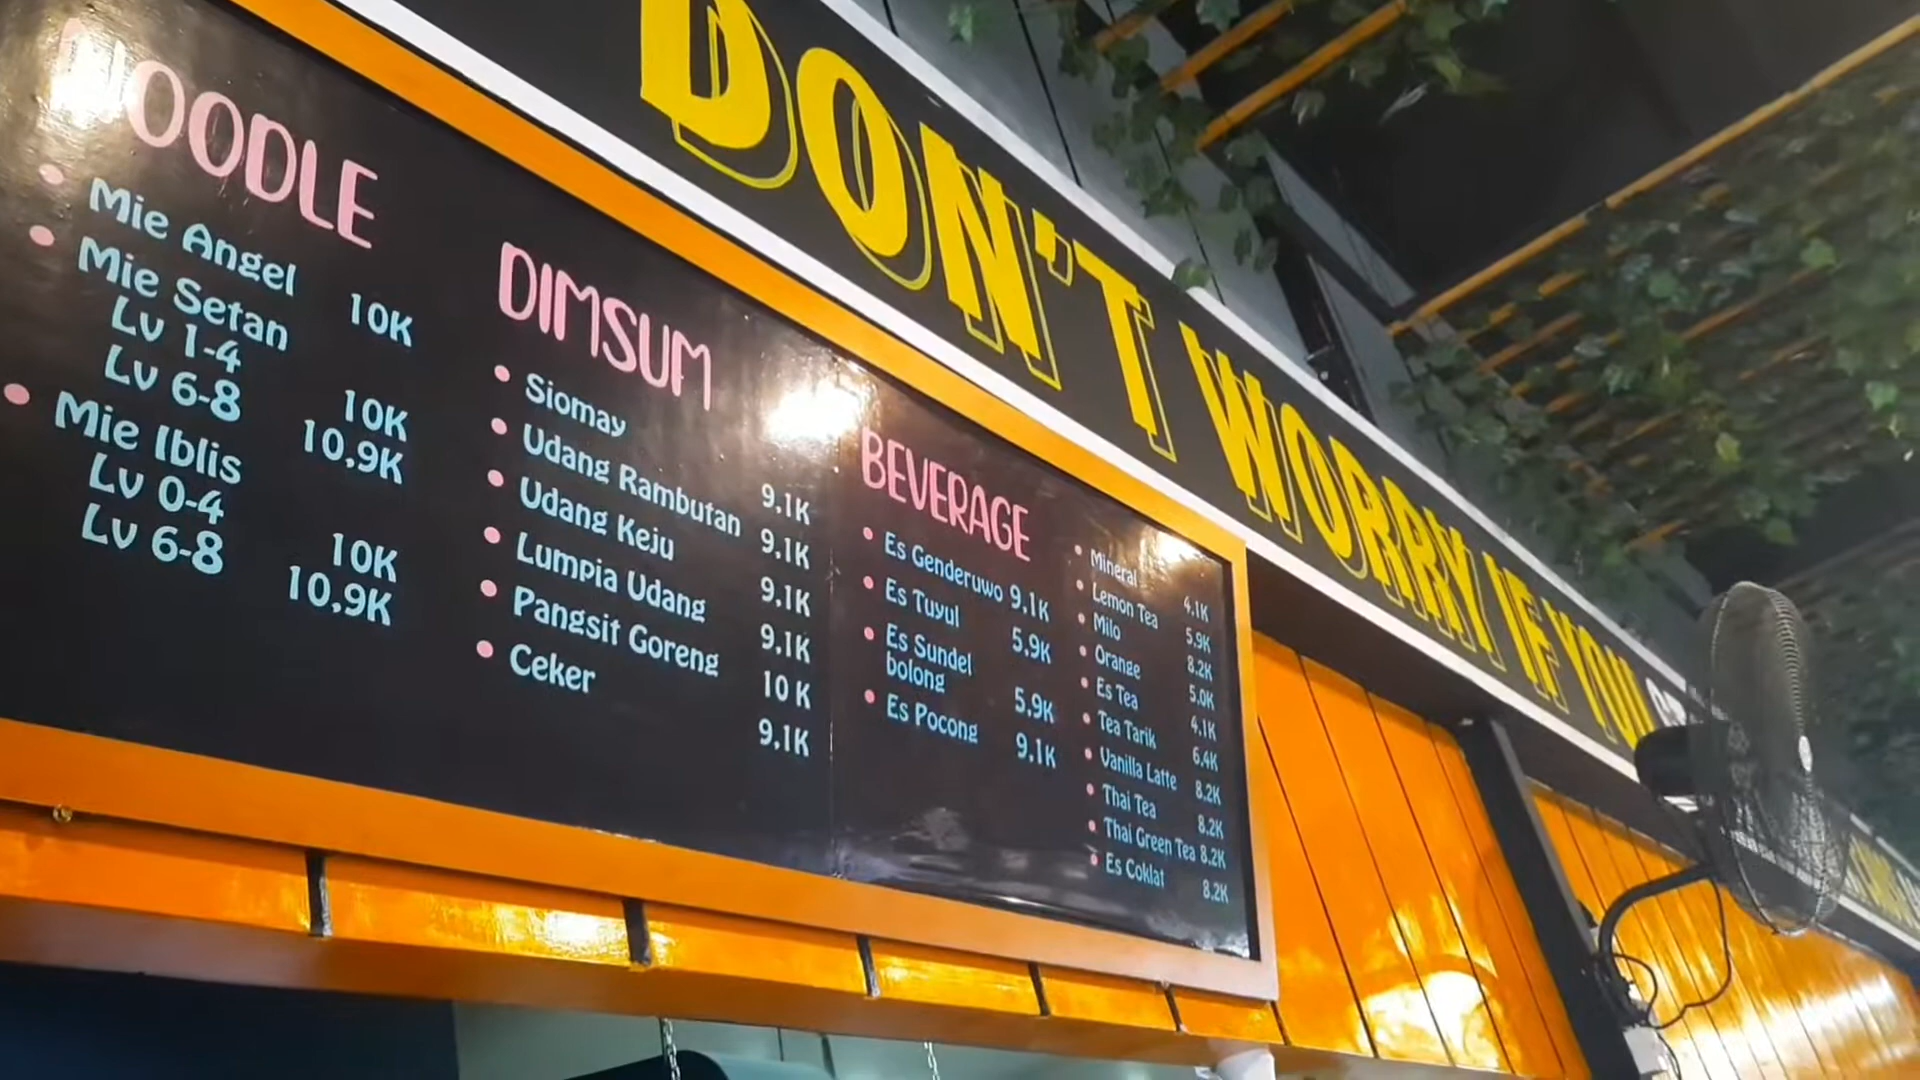 DON'T WORRY IF YOU
NOODLE
Mie Angel 10K
Mie Setan
Lv 1-4 10K
Lv 6-8 10.9K
Mie Iblis
Lv 0-4 10K
Lv 6-8 10.9K
DIMSUM
Siomay 9.1K
Udang Rambutan 9.1K
Udang Keju 9.1K
Lumpia Udang 9.1K
Pangsit Goreng 10K
Ceker 9.1K
BEVERAGE
Es Genderuwo 9.1K
Es Tuyul 5.9K
Es Sundel
bolong 5.9K
Es Pocong 9.1K
Mineral 4.1K
Lemon Tea 5.9K
Milo 8.2K
Orange 5.0K
Es Tea 4.1K
Tea Tarik 6.4K
Vanilla Latte 8.2K
Thai Tea 8.2K
Thai Green Tea 8.2K
Es Coklat 8.2K